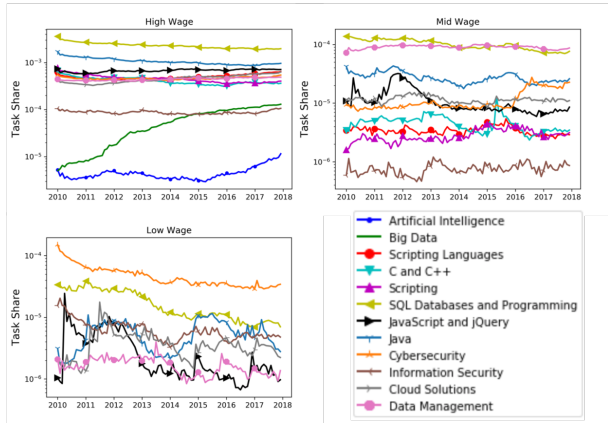 High Wage
Task Share
10⁻³
10⁻⁴
10⁻⁵
2010 2011 2012 2013 2014 2015 2016 2017 2018
Mid Wage
Task Share
10⁻⁴
10⁻⁵
10⁻⁶
2010 2011 2012 2013 2014 2015 2016 2017 2018
Low Wage
Task Share
10⁻⁴
10⁻⁵
10⁻⁶
2010 2011 2012 2013 2014 2015 2016 2017 2018
Artificial Intelligence
Big Data
Scripting Languages
C and C++
Scripting
SQL Databases and Programming
JavaScript and jQuery
Java
Cybersecurity
Information Security
Cloud Solutions
Data Management